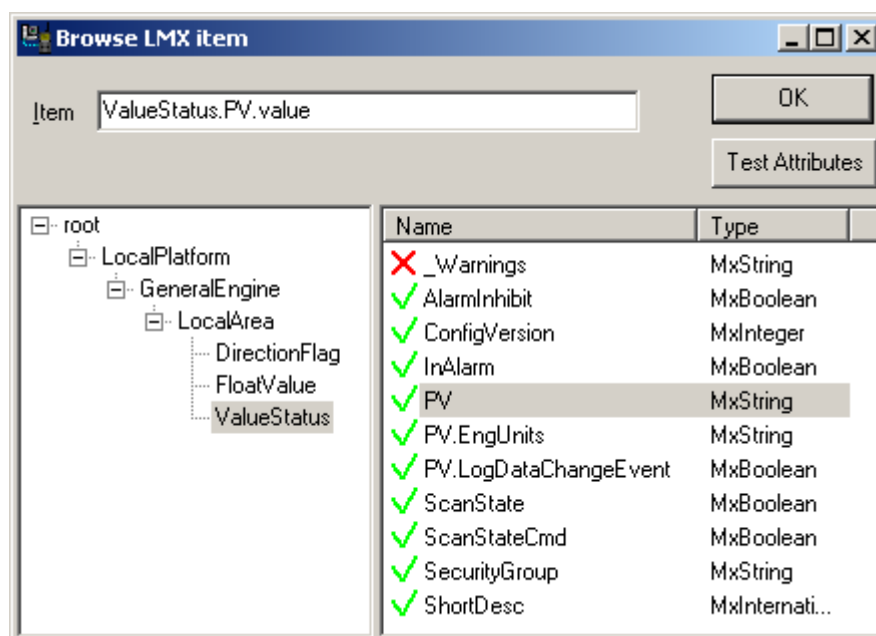 Browse LMX item
Item ValueStatus.PV.value
OK
Test Attributes
root
LocalPlatform
GeneralEngine
LocalArea
DirectionFlag
FloatValue
ValueStatus
Name Type
_Warnings MxString
AlarmInhibit MxBoolean
ConfigVersion MxInteger
InAlarm MxBoolean
PV MxString
PV.EngUnits MxString
PV.LogDataChangeEvent MxBoolean
ScanState MxBoolean
ScanStateCmd MxBoolean
SecurityGroup MxString
ShortDesc MxInternati...